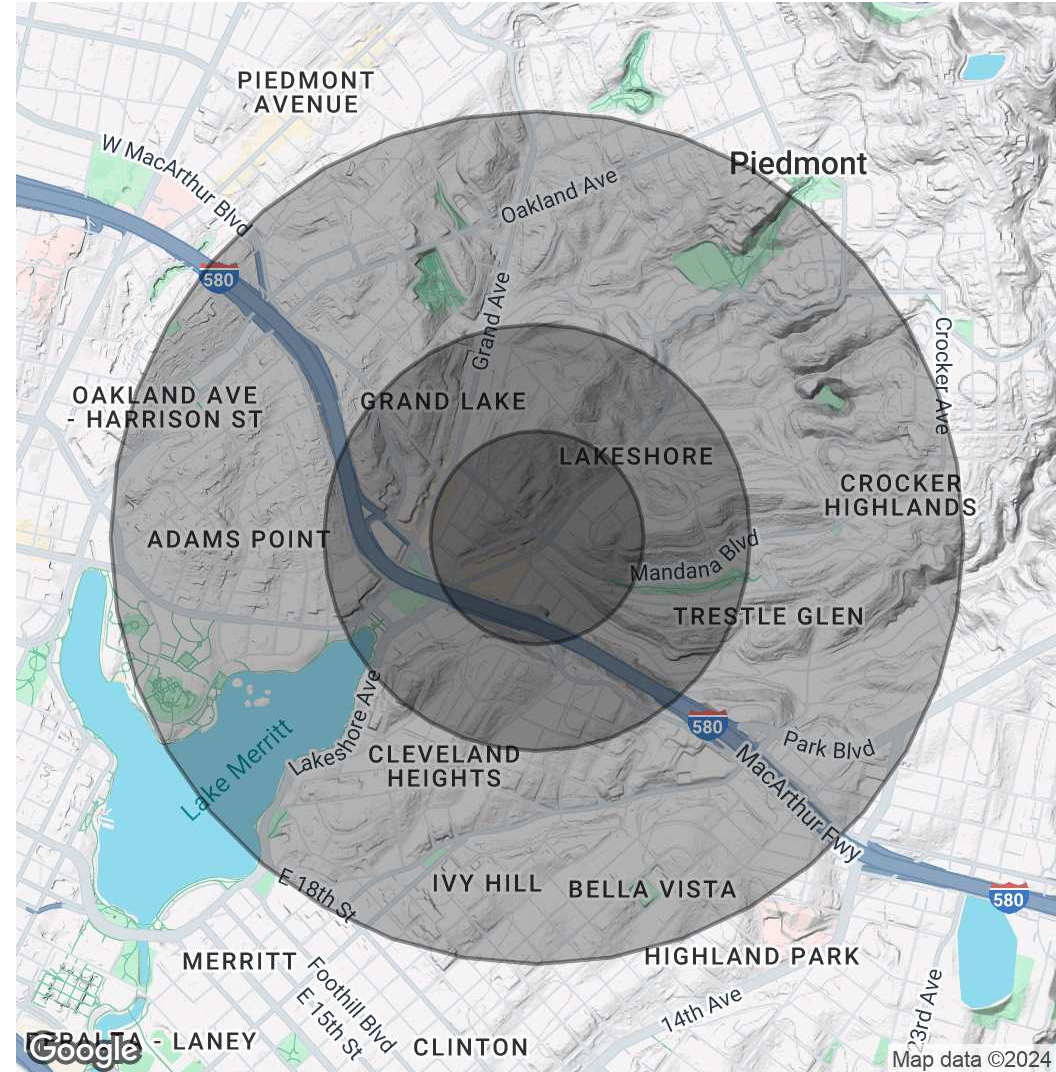 PIEDMONT
AVENUE
W MacArthur Blvd
Piedmont
Oakland Ave
580
Grand Ave
Crocker Ave
OAKLAND AVE
- HARRISON ST
GRAND LAKE
LAKESHORE
CROCKER
HIGHLANDS
ADAMS POINT
Mandana Blvd
TRESTLE GLEN
Lakeshore Ave
Lake Merritt
580
Park Blvd
CLEVELAND
HEIGHTS
MacArthur Fwy
E 18th St
IVY HILL
BELLA VISTA
580
MERRITT
HIGHLAND PARK
Foothill Blvd
E 15th St
14th Ave
23rd Ave
PERALTA - LANEY
CLINTON
Google
Map data ©2024